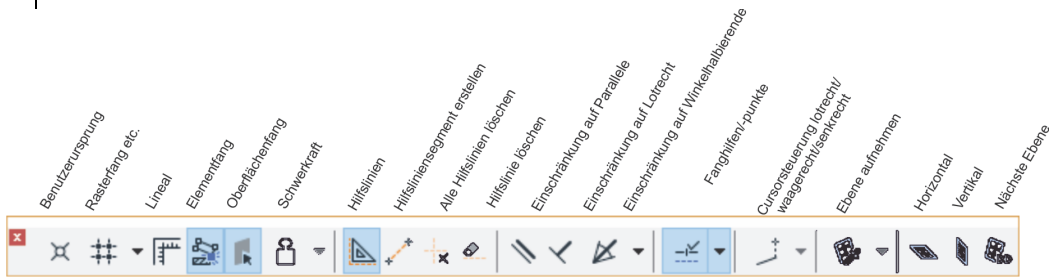 Benutzerursprung
Rasterfang etc.
Lineal
Elementfang
Oberflächenfang
Schwerkraft
Hilfslinien
Hilfsliniensegment erstellen
Alle Hilfslinien löschen
Hilfslinie löschen
Einschränkung auf Parallele
Einschränkung auf Lotrecht
Einschränkung auf Winkelhalbierende
Fanghilfen/-punkte
Cursorsteuerung lotrecht/
waagerecht/senkrecht
Ebene aufnehmen
Horizontal
Vertikal
Nächste Ebene
x